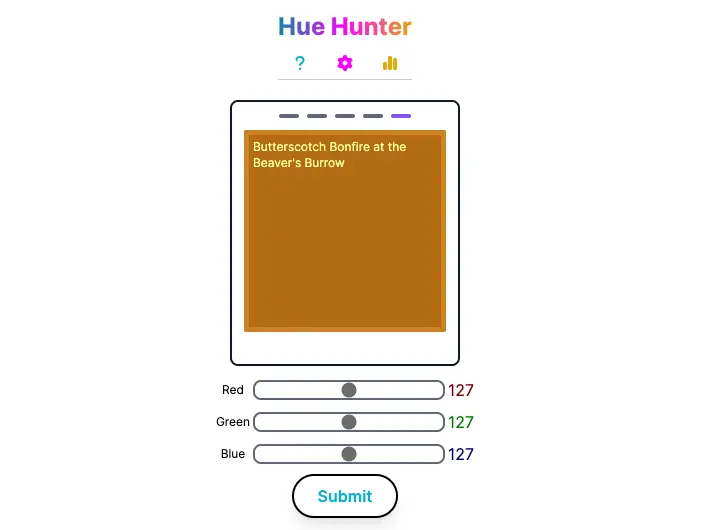 Hue Hunter
?
Butterscotch Bonfire at the
Beaver's Burrow
Red 127
Green 127
Blue 127
Submit